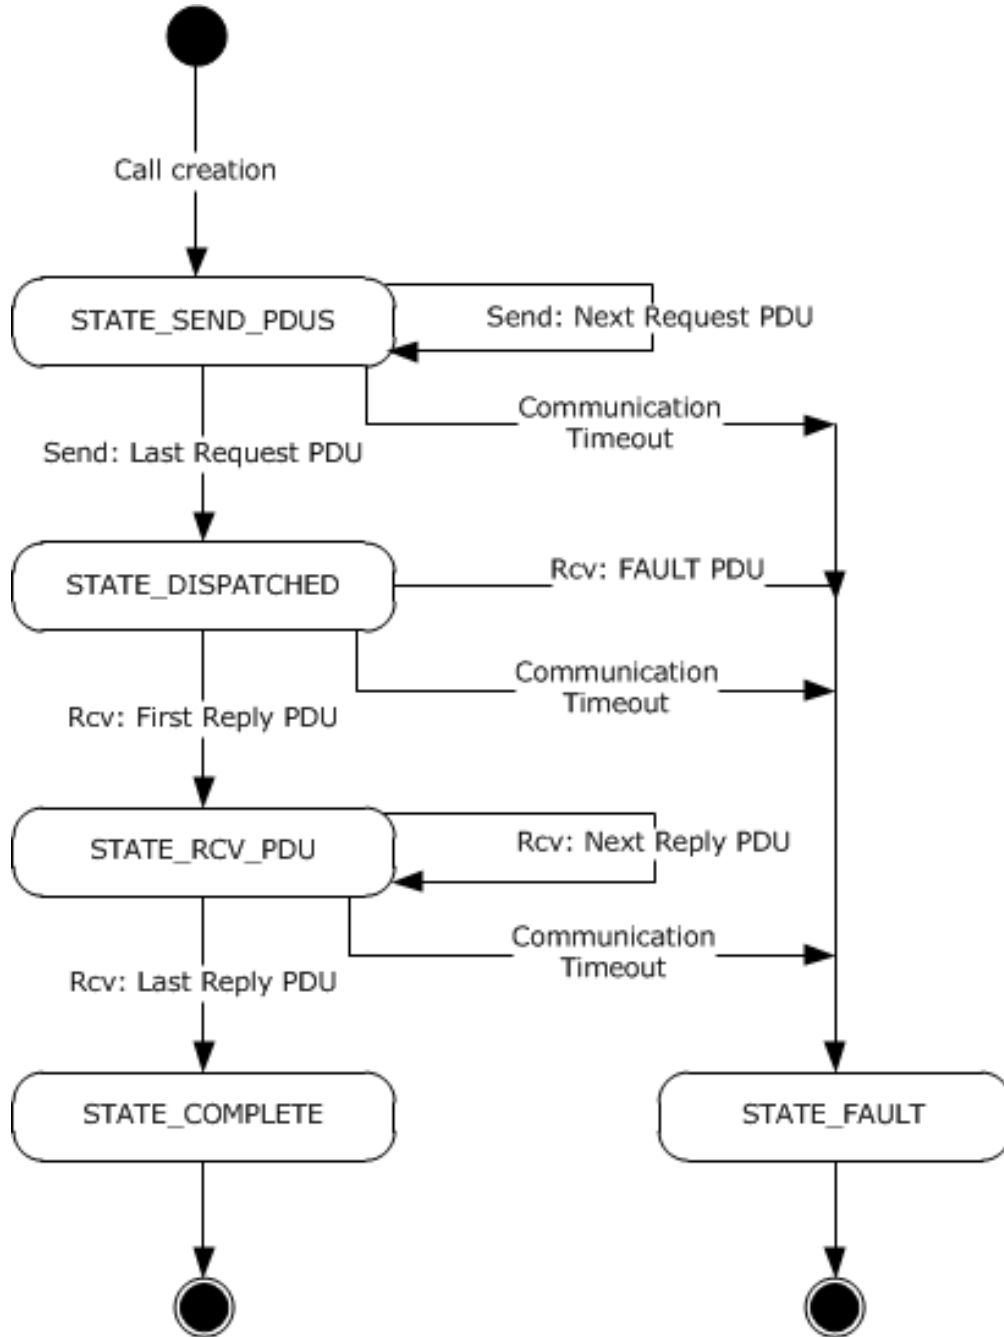 Call creation
STATE_SEND_PDUS
Send: Next Request PDU
Communication
Timeout
Send: Last Request PDU
STATE_DISPATCHED
Rcv: FAULT PDU
Communication
Timeout
Rcv: First Reply PDU
STATE_RCV_PDU
Rcv: Next Reply PDU
Communication
Timeout
Rcv: Last Reply PDU
STATE_COMPLETE
STATE_FAULT